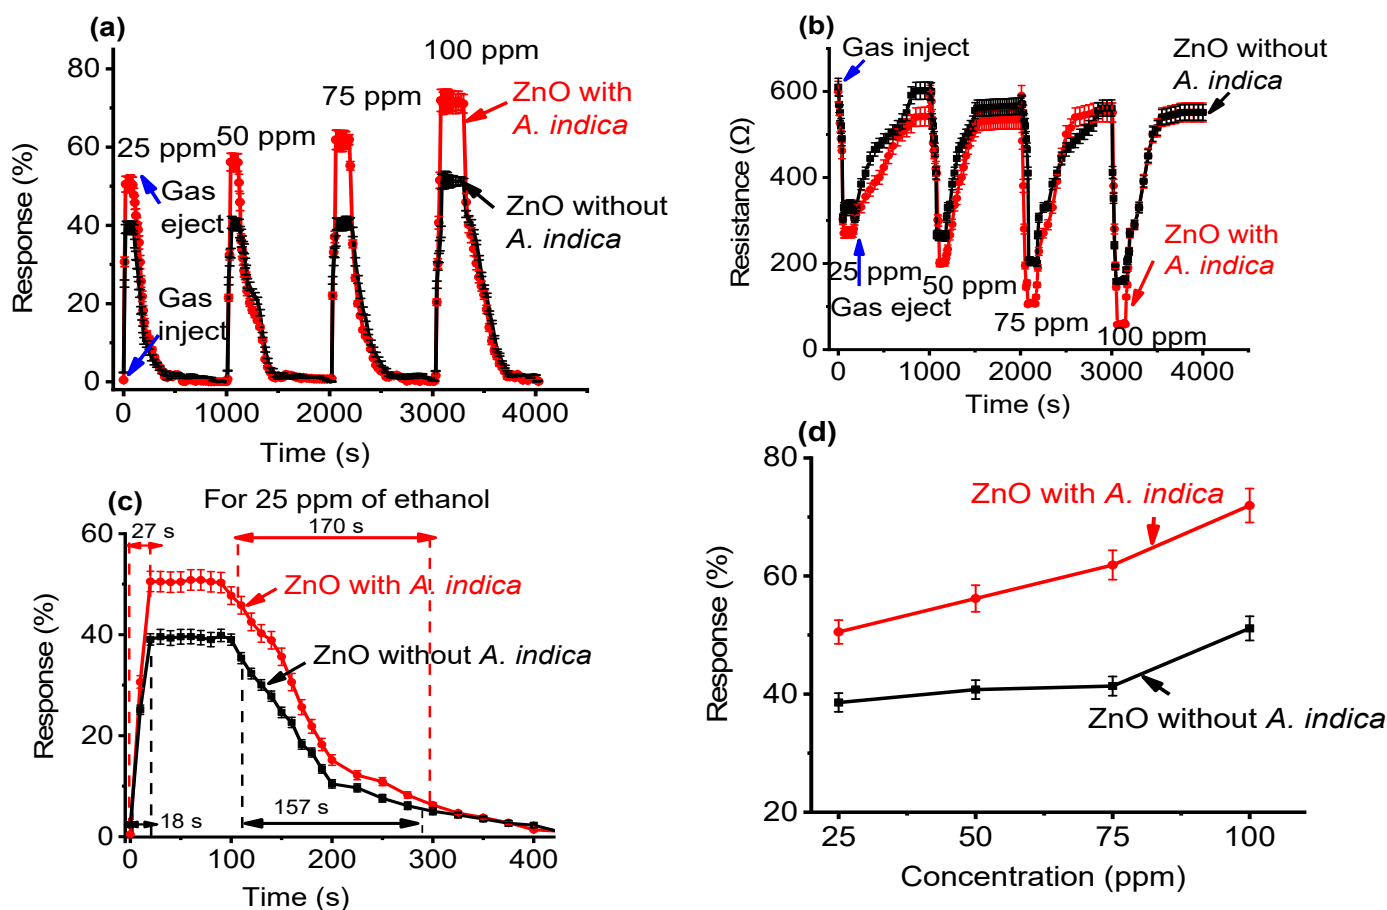 (a)
100 ppm
ZnO with
A. indica
75 ppm
50 ppm
25 ppm
Gas
eject
ZnO without
A. indica
Gas
inject
Response (%)
80
60
40
20
0
0 1000 2000 3000 4000
Time (s)
(b)
Gas inject
ZnO without
A. indica
ZnO with
A. indica
25 ppm
Gas eject
50 ppm
75 ppm
100 ppm
Resistance (Ω)
600
400
200
0
0 1000 2000 3000 4000
Time (s)
(c)
For 25 ppm of ethanol
27 s
170 s
ZnO with A. indica
ZnO without A. indica
18 s
157 s
Response (%)
60
40
20
0
0 100 200 300 400
Time (s)
(d)
ZnO with A. indica
ZnO without A. indica
Response (%)
80
60
40
20
25 50 75 100
Concentration (ppm)